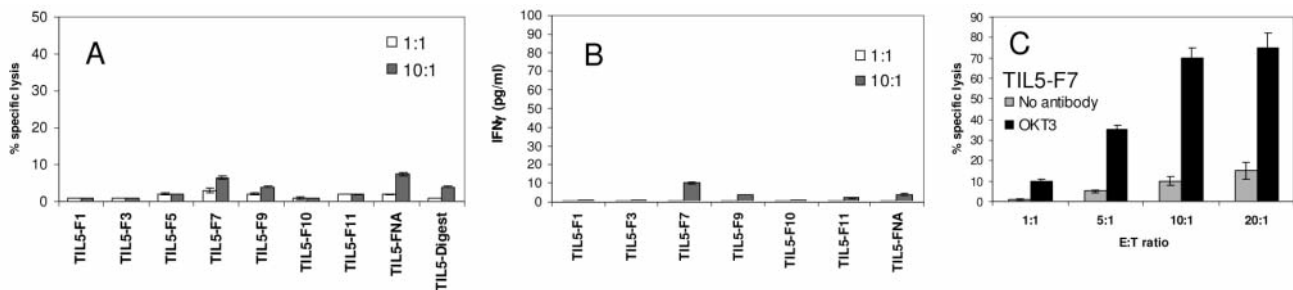 A
% specific lysis
50
40
30
20
10
0
1:1
10:1
TIL5-F1
TIL5-F3
TIL5-F5
TIL5-F7
TIL5-F9
TIL5-F10
TIL5-F11
TIL5-FNA
TIL5-Digest
B
IFNγ (pg/ml)
100
90
80
70
60
50
40
30
20
10
0
1:1
10:1
TIL5-F1
TIL5-F3
TIL5-F7
TIL5-F9
TIL5-F10
TIL5-F11
TIL5-FNA
C
% specific lysis
90
80
70
60
50
40
30
20
10
0
TIL5-F7
No antibody
OKT3
1:1
5:1
10:1
20:1
E:T ratio